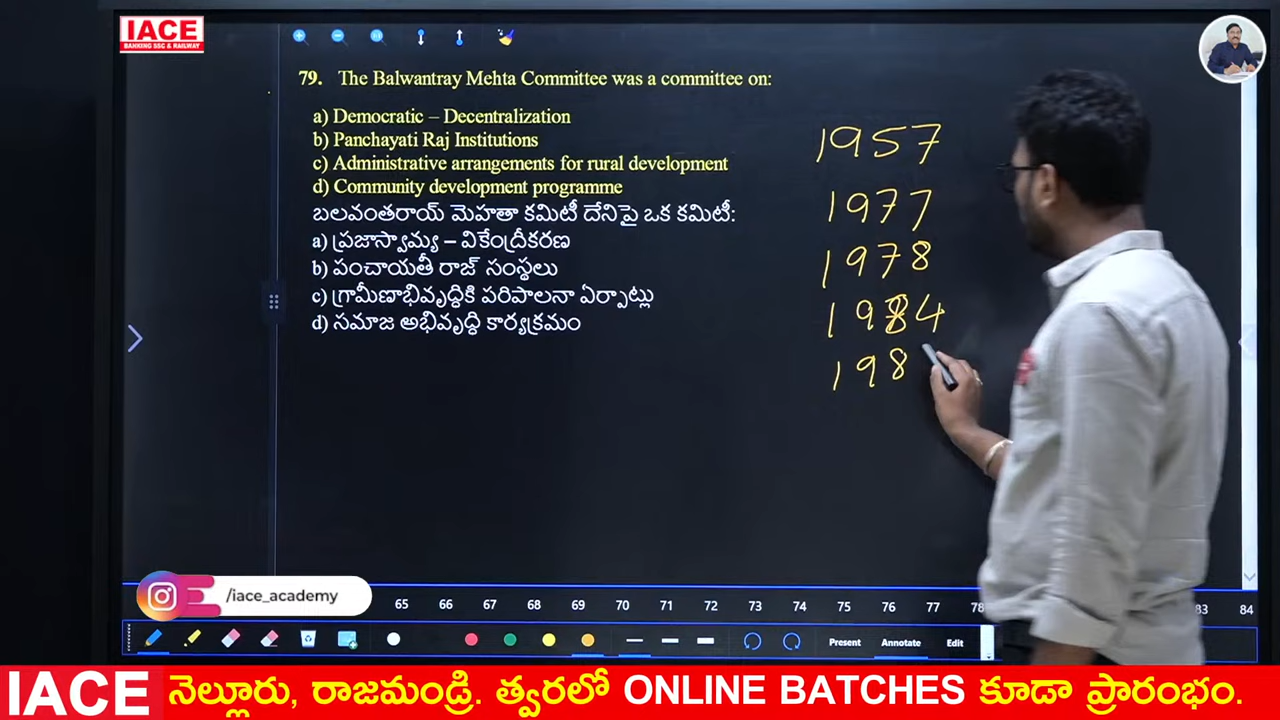 IACE
BANKING SSC & RAILWAY
79. The Balwantray Mehta Committee was a committee on:
a) Democratic – Decentralization
b) Panchayati Raj Institutions
c) Administrative arrangements for rural development
d) Community development programme
బలవంతరాయ్ మెహతా కమిటీ దేనిపై ఒక కమిటీ:
a) ప్రజాస్వామ్య – వికేంద్రీకరణ
b) పంచాయతీ రాజ్ సంస్థలు
c) గ్రామీణాభివృద్ధికి పరిపాలనా ఏర్పాట్లు
d) సమాజ అభివృద్ధి కార్యక్రమం
1957
1977
1978
1984
198
/iace_academy
65 66 67 68 69 70 71 72 73 74 75 76 77 78 83 84
Present Annotate Edit
IACE నెల్లూరు, రాజమండ్రి. త్వరలో ONLINE BATCHES కూడా ప్రారంభం.